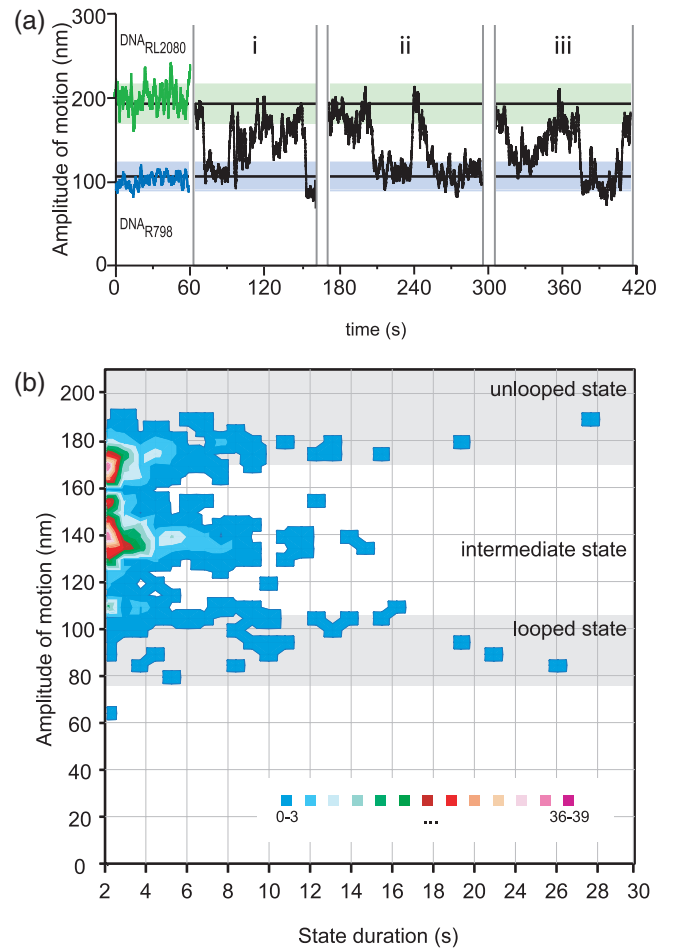 (a)
Amplitude of motion (nm)
300
200
100
0
DNA RL2080
DNA R798
i
ii
iii
0
60
120
180
240
300
360
420
time (s)
(b)
Amplitude of motion (nm)
200
180
160
140
120
100
80
60
40
20
0
unlooped state
intermediate state
looped state
0-3
...
36-39
2
4
6
8
10
12
14
16
18
20
22
24
26
28
30
State duration (s)